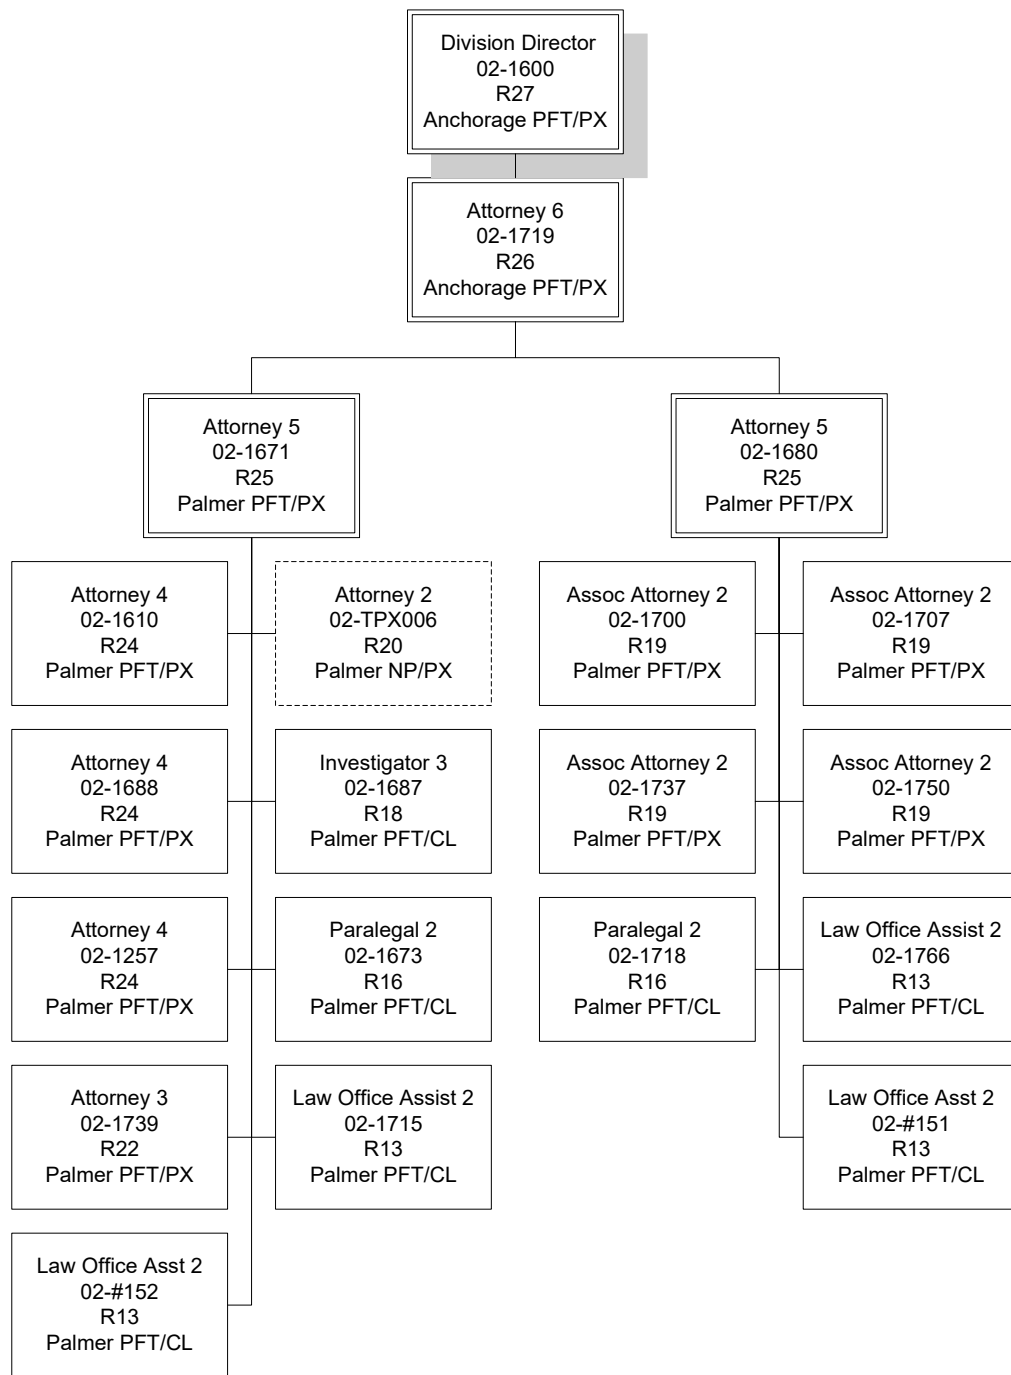 Division Director
02-1600
R27
Anchorage PFT/PX
Attorney 6
02-1719
R26
Anchorage PFT/PX
Attorney 5
02-1671
R25
Palmer PFT/PX
Attorney 5
02-1680
R25
Palmer PFT/PX
Attorney 4
02-1610
R24
Palmer PFT/PX
Attorney 2
02-TPX006
R20
Palmer NP/PX
Assoc Attorney 2
02-1700
R19
Palmer PFT/PX
Assoc Attorney 2
02-1707
R19
Palmer PFT/PX
Attorney 4
02-1688
R24
Palmer PFT/PX
Investigator 3
02-1687
R18
Palmer PFT/CL
Assoc Attorney 2
02-1737
R19
Palmer PFT/PX
Assoc Attorney 2
02-1750
R19
Palmer PFT/PX
Attorney 4
02-1257
R24
Palmer PFT/PX
Paralegal 2
02-1673
R16
Palmer PFT/CL
Paralegal 2
02-1718
R16
Palmer PFT/CL
Law Office Assist 2
02-1766
R13
Palmer PFT/CL
Attorney 3
02-1739
R22
Palmer PFT/PX
Law Office Assist 2
02-1715
R13
Palmer PFT/CL
Law Office Asst 2
02-#151
R13
Palmer PFT/CL
Law Office Asst 2
02-#152
R13
Palmer PFT/CL